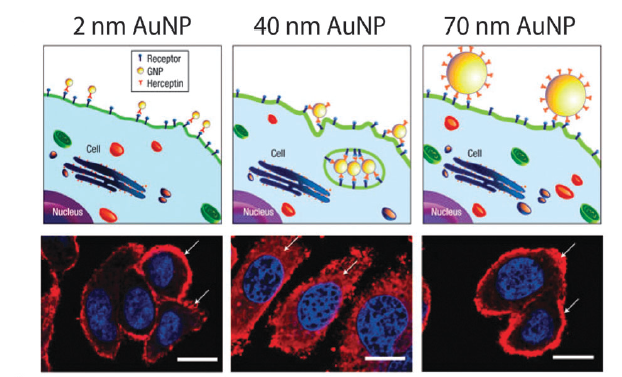 2 nm AuNP
40 nm AuNP
70 nm AuNP
Receptor
GNP
Herceptin
Cell
Nucleus
Cell
Nucleus
Cell
Nucleus